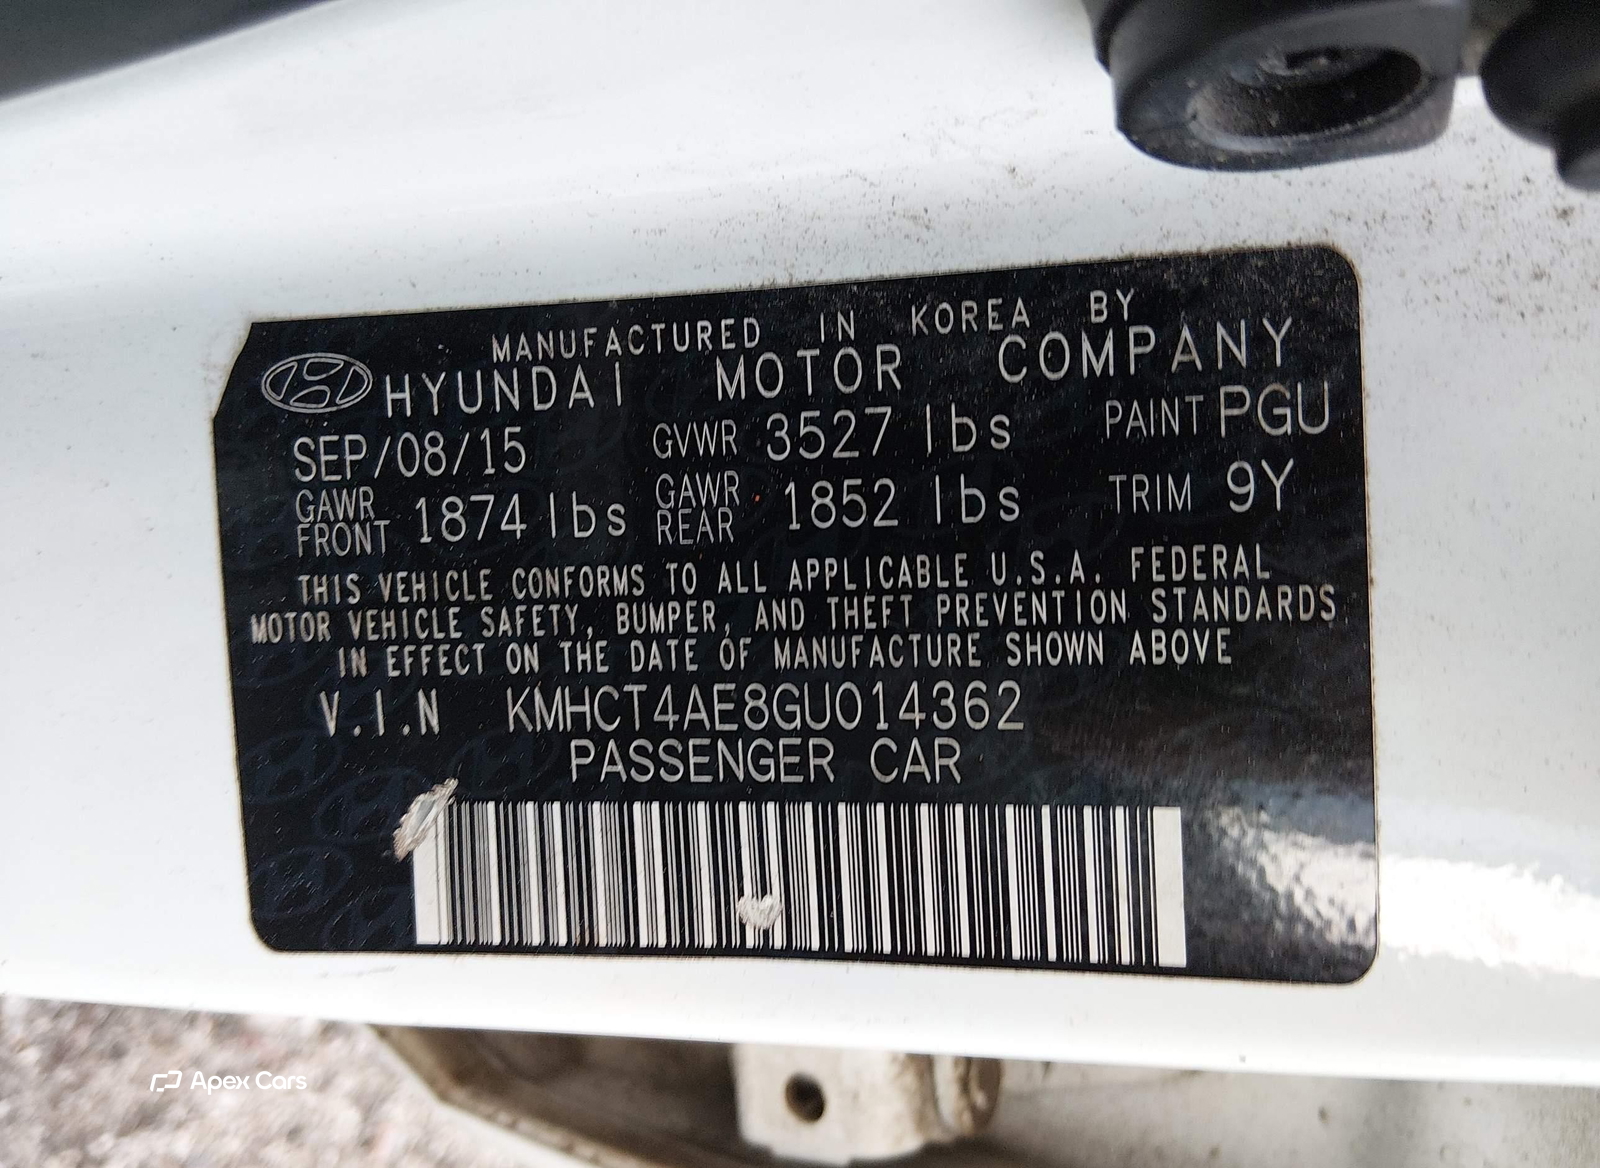 MANUFACTURED IN KOREA BY
HYUNDAI MOTOR COMPANY
SEP/08/15 GVWR 3527 lbs PAINT PGU
GAWR FRONT 1874 lbs GAWR REAR 1852 lbs TRIM 9Y
THIS VEHICLE CONFORMS TO ALL APPLICABLE U.S.A. FEDERAL
MOTOR VEHICLE SAFETY, BUMPER, AND THEFT PREVENTION STANDARDS
IN EFFECT ON THE DATE OF MANUFACTURE SHOWN ABOVE
V.I.N KMHCT4AE8GU014362
PASSENGER CAR
Apex Cars